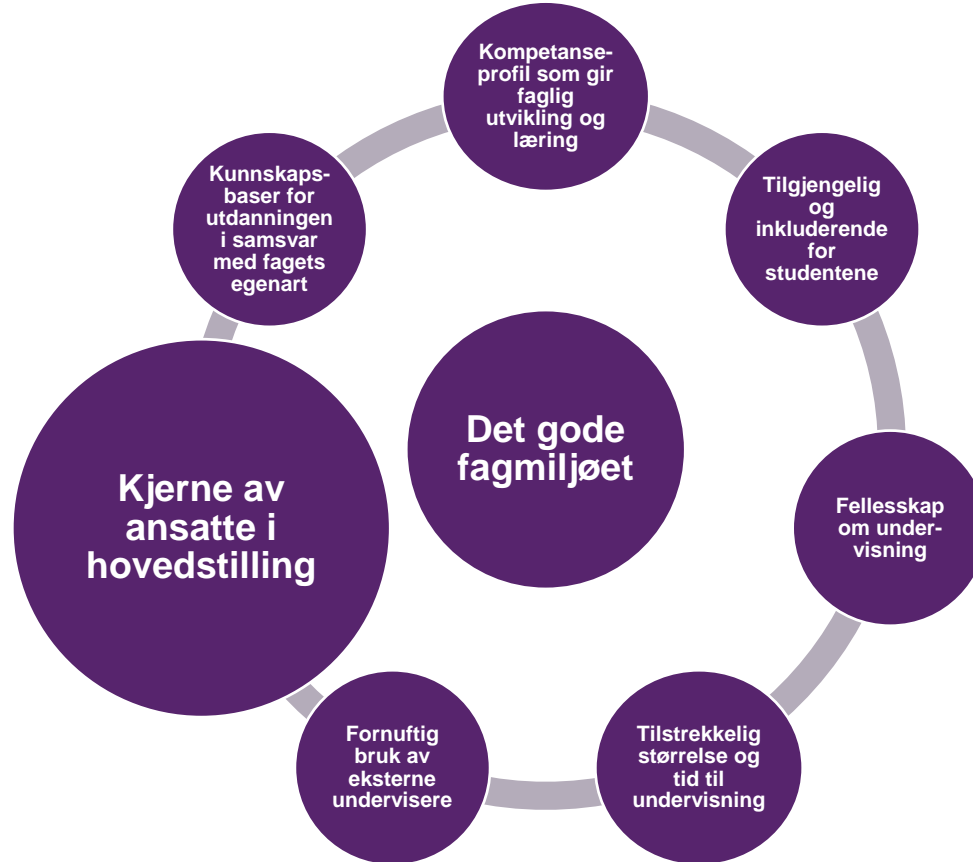 Kompetanse-
profil som gir
faglig
utvikling og
læring
Tilgjengelig
og
inkluderende
for
studentene
Fellesskap
om under-
visning
Tilstrekkelig
størrelse og
tid til
undervisning
Fornuftig
bruk av
eksterne
undervisere
Kjerne av
ansatte i
hovedstilling
Kunnskaps-
baser for
utdanningen
i samsvar
med fagets
egenart
Det gode
fagmiljøet